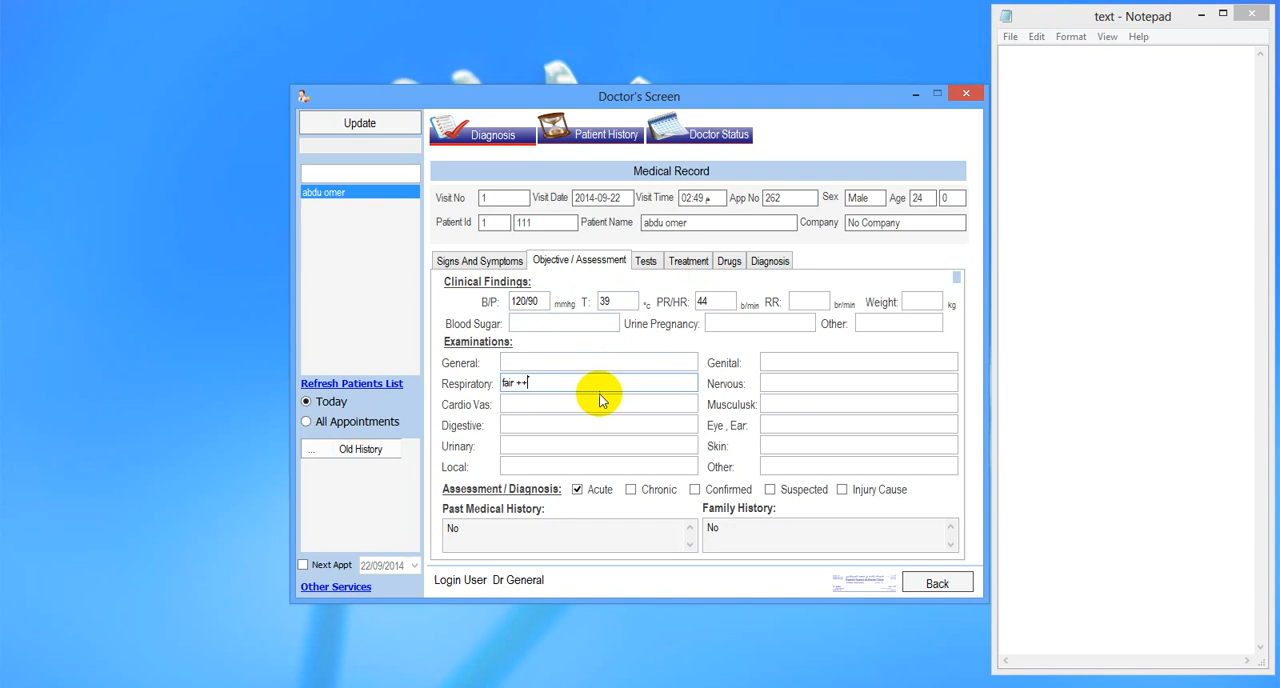 text - Notepad
File Edit Format View Help
Doctor's Screen
Update
Diagnosis Patient History Doctor Status
Medical Record
Visit No 1 Visit Date 2014-09-22 Visit Time 02:49 م App No 262 Sex Male Age 24 0
Patient Id 1 111 Patient Name abdu omer Company No Company
abdu omer
Signs And Symptoms Objective / Assessment Tests Treatment Drugs Diagnosis
Clinical Findings:
B/P: 120/90 mmhg T: 39 °c PR/HR: 44 b/min RR: br/min Weight: kg
Blood Sugar: Urine Pregnancy: Other:
Examinations:
General: Genital:
Respiratory: fair ++ Nervous:
Cardio Vas: Musculusk:
Digestive: Eye , Ear:
Urinary: Skin:
Local: Other:
Assessment / Diagnosis: Acute Chronic Confirmed Suspected Injury Cause
Past Medical History: Family History:
No No
Refresh Patients List
Today
All Appointments
... Old History
Next Appt 22/09/2014
Other Services
Login User Dr General
Back